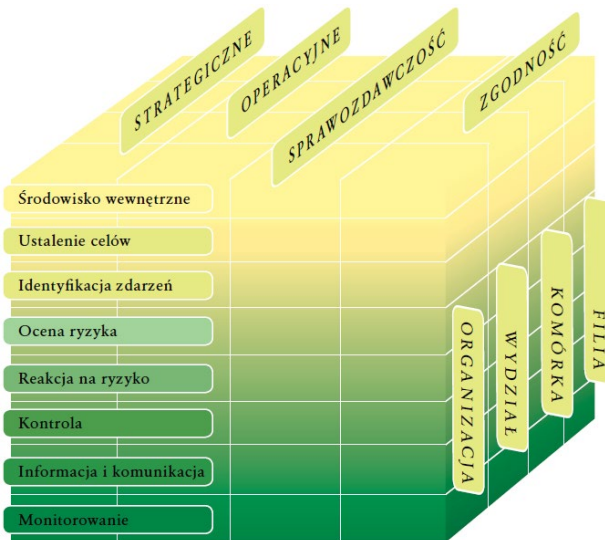 STRATEGICZNE
OPERACYJNE
SPRAWOZDAWCZOŚĆ
ZGODNOŚĆ
Środowisko wewnętrzne
Ustalenie celów
Identyfikacja zdarzeń
Ocena ryzyka
Reakcja na ryzyko
Kontrola
Informacja i komunikacja
Monitorowanie
ORGANIZACJA
WYDZIAŁ
KOMÓRKA
FILIA